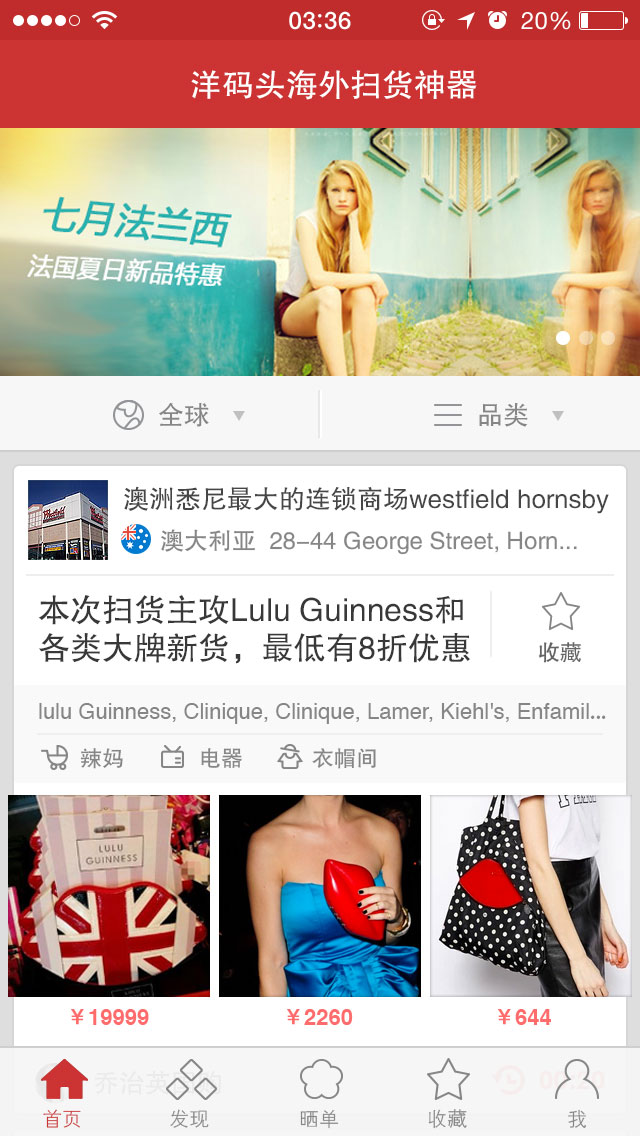 03:36
20%
洋码头海外扫货神器
七月法兰西
法国夏日新品特惠
全球
品类
澳洲悉尼最大的连锁商场westfield hornsby
澳大利亚 28-44 George Street, Horn...
本次扫货主攻Lulu Guinness和
各类大牌新货，最低有8折优惠
收藏
lulu Guinness, Clinique, Clinique, Lamer, Kiehl's, Enfamil...
辣妈
电器
衣帽间
LULU
GUINNESS
￥19999
￥2260
￥644
首页
发现
晒单
收藏
我